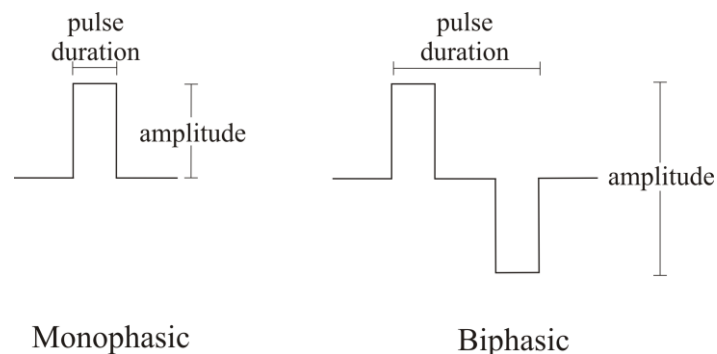 pulse
duration
amplitude
Monophasic
pulse
duration
amplitude
Biphasic